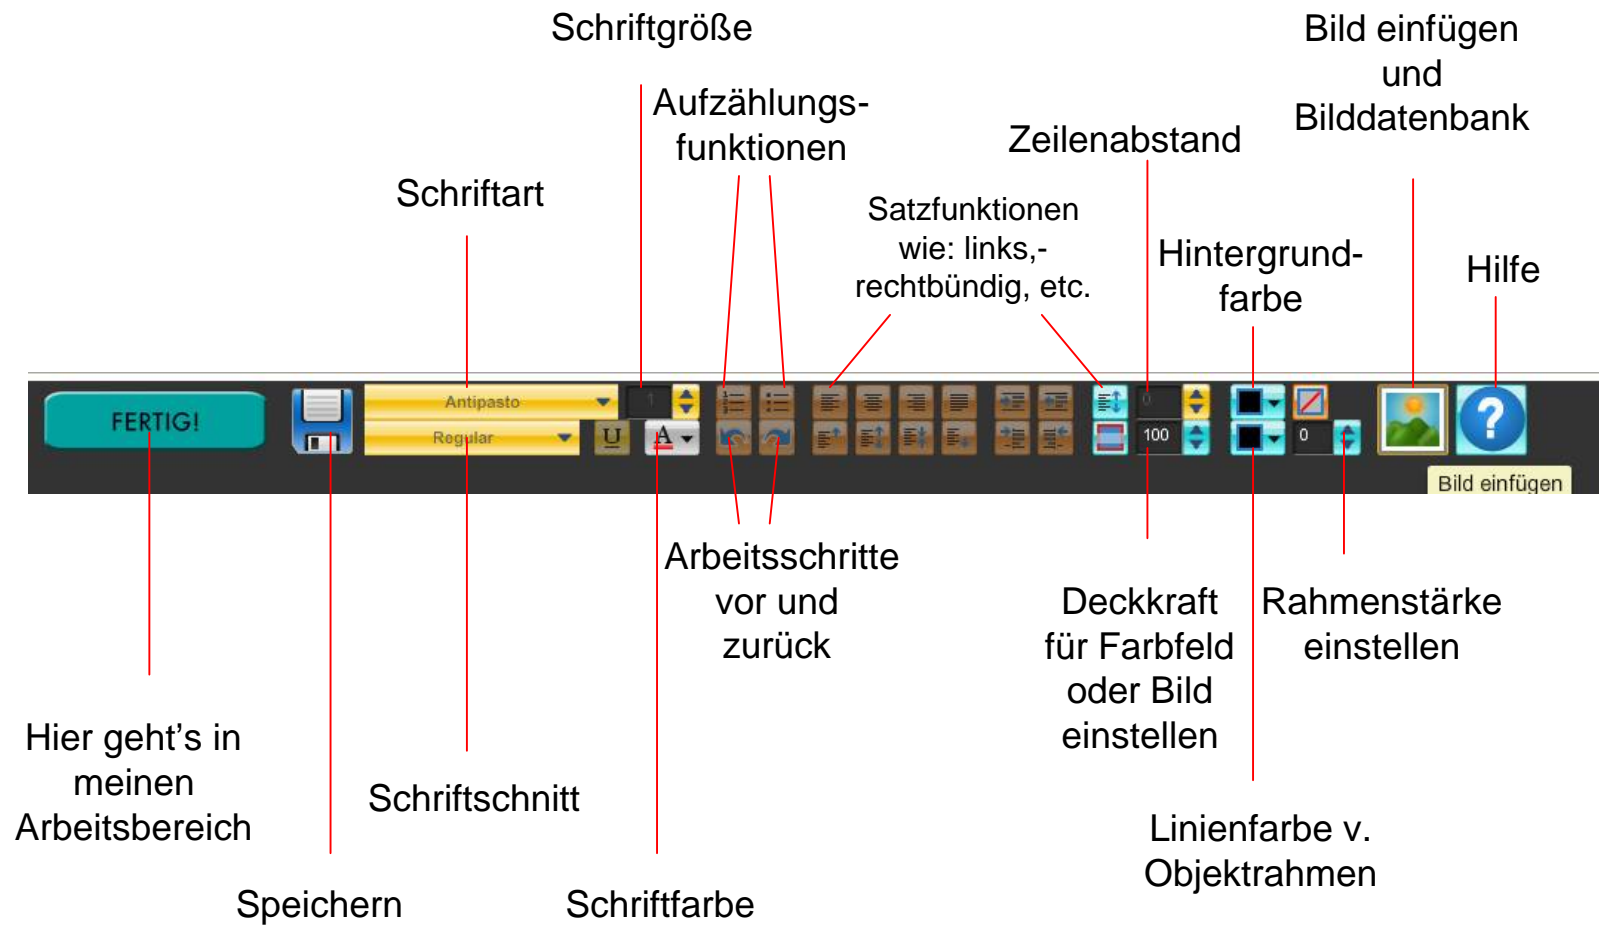 Schriftgröße
Bild einfügen
und
Bilddatenbank
Aufzählungs-
funktionen
Zeilenabstand
Schriftart
Satzfunktionen
wie: links,-
rechtbündig, etc.
Hintergrund-
farbe
Hilfe
FERTIG!
Antipasto
1
0
Regular
U
A
100
0
Bild einfügen
Arbeitsschritte
vor und
zurück
Deckkraft
für Farbfeld
oder Bild
einstellen
Rahmenstärke
einstellen
Hier geht’s in
meinen
Arbeitsbereich
Schriftschnitt
Linienfarbe v.
Objektrahmen
Speichern
Schriftfarbe